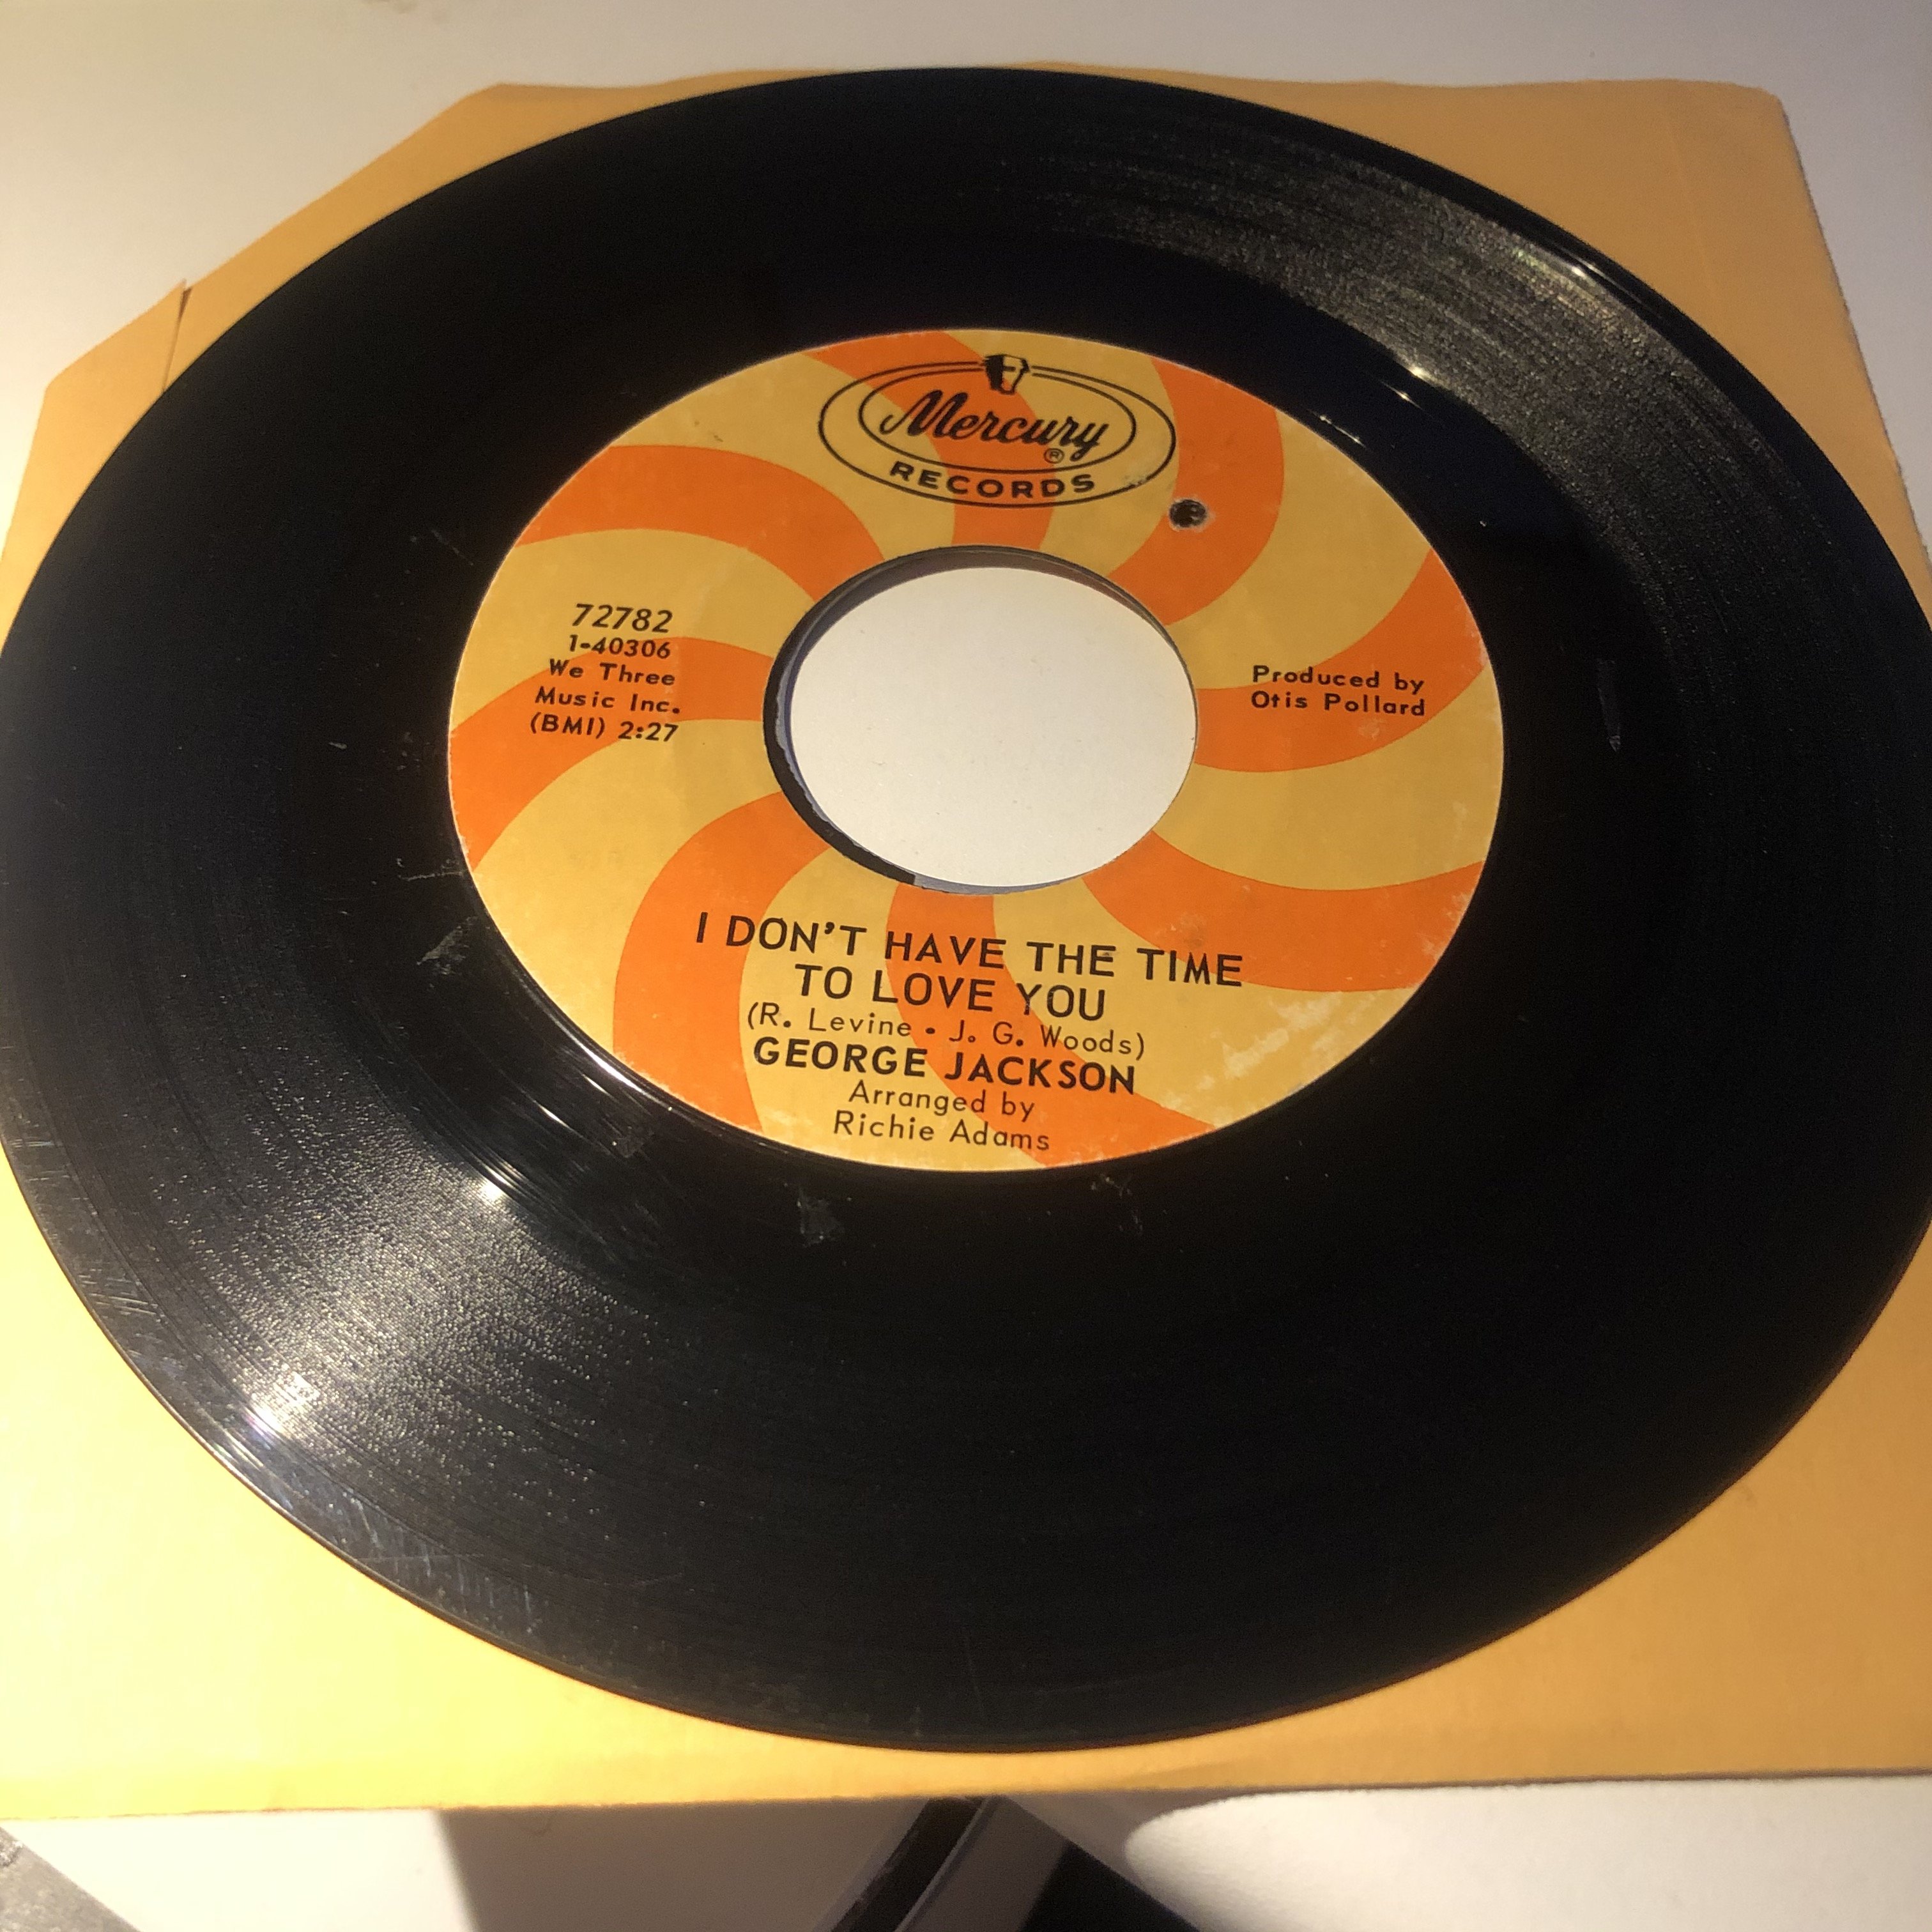 Mercury
®
RECORDS
72782
1-40306
We Three
Music Inc.
(BMI) 2:27
Produced by
Otis Pollard
I DON'T HAVE THE TIME
TO LOVE YOU
(R. Levine • J. G. Woods)
GEORGE JACKSON
Arranged by
Richie Adams